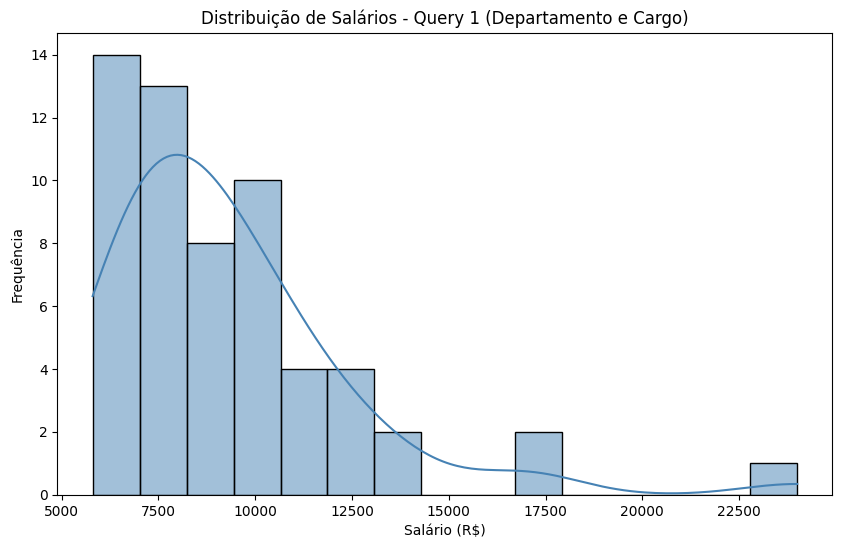 Distribuição de Salários - Query 1 (Departamento e Cargo)
14
12
10
8
6
4
2
0
Frequência
5000 7500 10000 12500 15000 17500 20000 22500
Salário (R$)